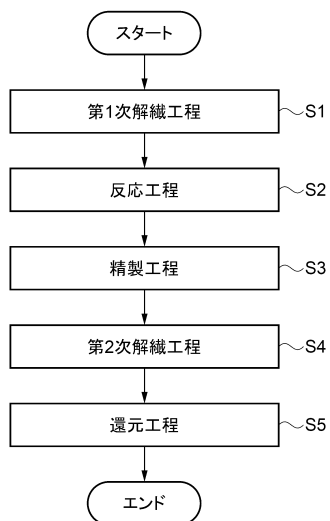 スタート
第1次解繊工程 S1
反応工程 S2
精製工程 S3
第2次解繊工程 S4
還元工程 S5
エンド